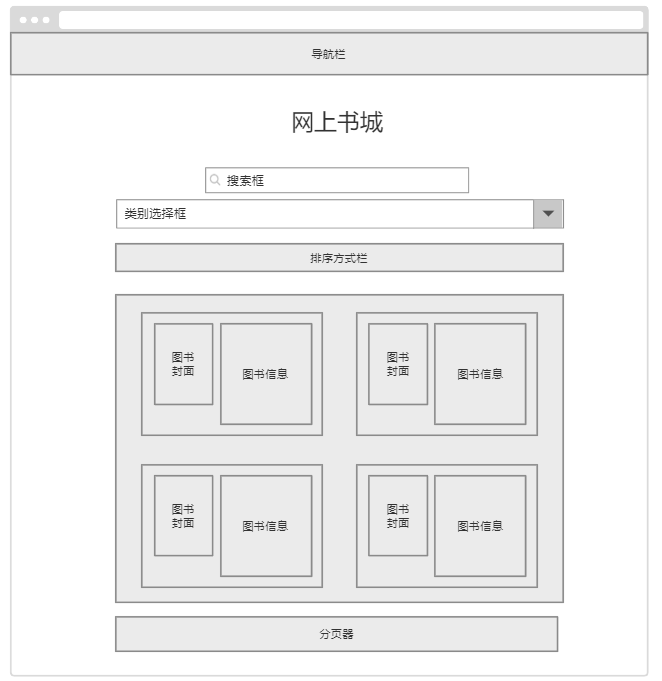 导航栏
网上书城
搜索框
类别选择框
排序方式栏
图书
封面
图书信息
图书
封面
图书信息
图书
封面
图书信息
图书
封面
图书信息
分页器